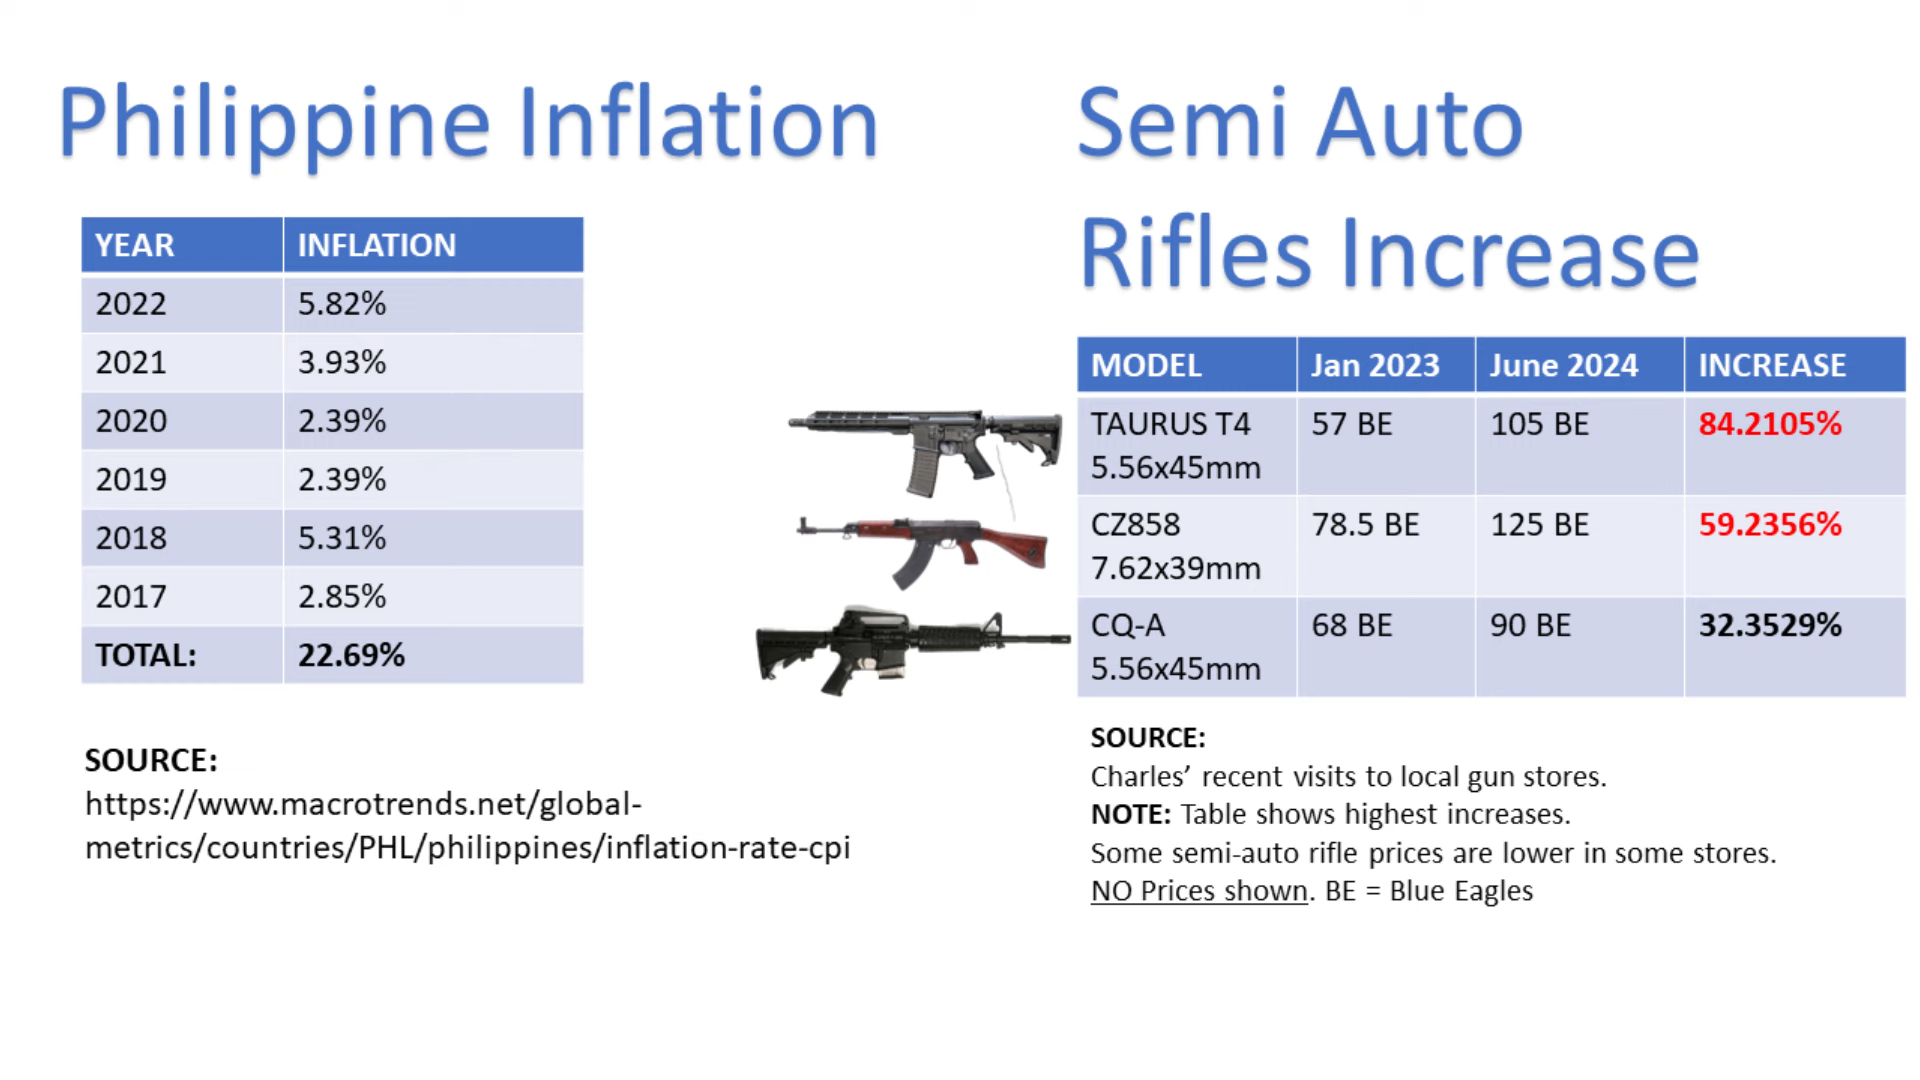 Philippine Inflation
YEAR INFLATION
2022 5.82%
2021 3.93%
2020 2.39%
2019 2.39%
2018 5.31%
2017 2.85%
TOTAL: 22.69%
SOURCE:
https://www.macrotrends.net/global-
metrics/countries/PHL/philippines/inflation-rate-cpi
Semi Auto
Rifles Increase
MODEL Jan 2023 June 2024 INCREASE
TAURUS T4 57 BE 105 BE 84.2105%
5.56x45mm
CZ858 78.5 BE 125 BE 59.2356%
7.62x39mm
CQ-A 68 BE 90 BE 32.3529%
5.56x45mm
SOURCE:
Charles’ recent visits to local gun stores.
NOTE: Table shows highest increases.
Some semi-auto rifle prices are lower in some stores.
NO Prices shown. BE = Blue Eagles